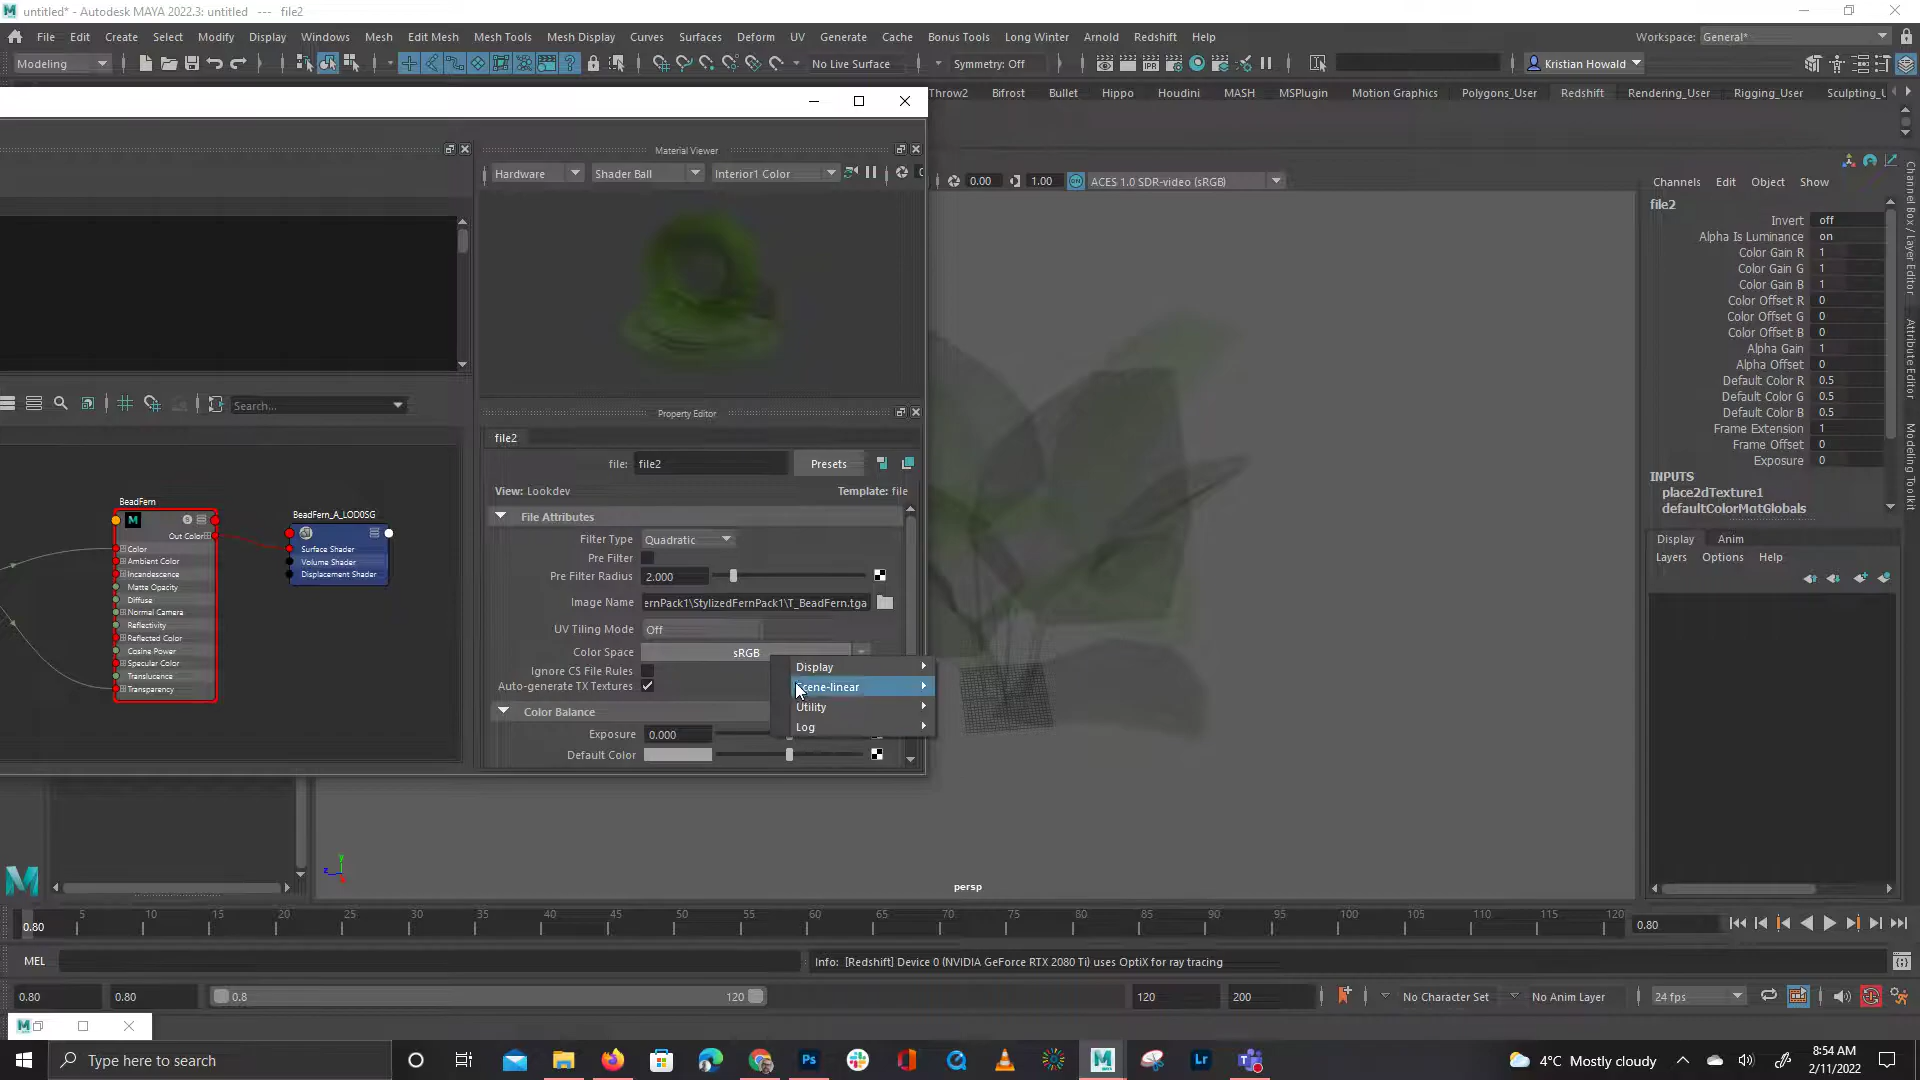 untitled* - Autodesk MAYA 2022.3: untitled   ---   file2
File Edit Create Select Modify Display Windows Mesh Edit Mesh Mesh Tools Mesh Display Curves Surfaces Deform UV Generate Cache Bonus Tools Long Winter Arnold Redshift Help
Workspace: General*
Modeling
No Live Surface
Symmetry: Off
Kristian Howald
Throw2 Bifrost Bullet Hippo Houdini MASH MSPlugin Motion Graphics Polygons_User Redshift Rendering_User Rigging_User
Material Viewer
Hardware
Shader Ball
Interior1 Color
0.00
1.00
ACES 1.0 SDR-video (sRGB)
Channels Edit Object Show
file2
Invert off
Alpha Is Luminance on
Color Gain R 1
Color Gain G 1
Color Gain B 1
Color Offset R 0
Color Offset G 0
Color Offset B 0
Alpha Gain 1
Alpha Offset 0
Default Color R 0.5
Default Color G 0.5
Default Color B 0.5
Frame Extension 1
Frame Offset 0
Exposure 0
INPUTS
place2dTexture1
defaultColorMgtGlobals
Channel Box / Layer Editor
Attribute Editor
Modeling Toolkit
Display Anim
Layers Options Help
Search...
Property Editor
file2
file: file2
Presets
View: Lookdev
Template: file
File Attributes
Filter Type Quadratic
Pre Filter
Pre Filter Radius 2.000
Image Name ernPack1\StylizedFernPack1\T_BeadFern.tga
UV Tiling Mode Off
Color Space sRGB
Ignore CS File Rules
Auto-generate TX Textures
Color Balance
Exposure 0.000
Default Color
Display
Scene-linear
Utility
Log
BeadFern
Out Color
Color
Ambient Color
Incandescence
Matte Opacity
Diffuse
Normal Camera
Reflectivity
Reflected Color
Cosine Power
Specular Color
Translucence
Transparency
BeadFern_A_LOD0SG
Surface Shader
Volume Shader
Displacement Shader
y
z
persp
5 10 15 20 25 30 35 40 45 50 55 60 65 70 75 80 85 90 95 100 105 110 115 120
0.80
0.80
MEL
Info: [Redshift] Device 0 (NVIDIA GeForce RTX 2080 Ti) uses OptiX for ray tracing
0.80
0.80
0.8
120
120
200
No Character Set
No Anim Layer
24 fps
Type here to search
4°C Mostly cloudy
8:54 AM
2/11/2022